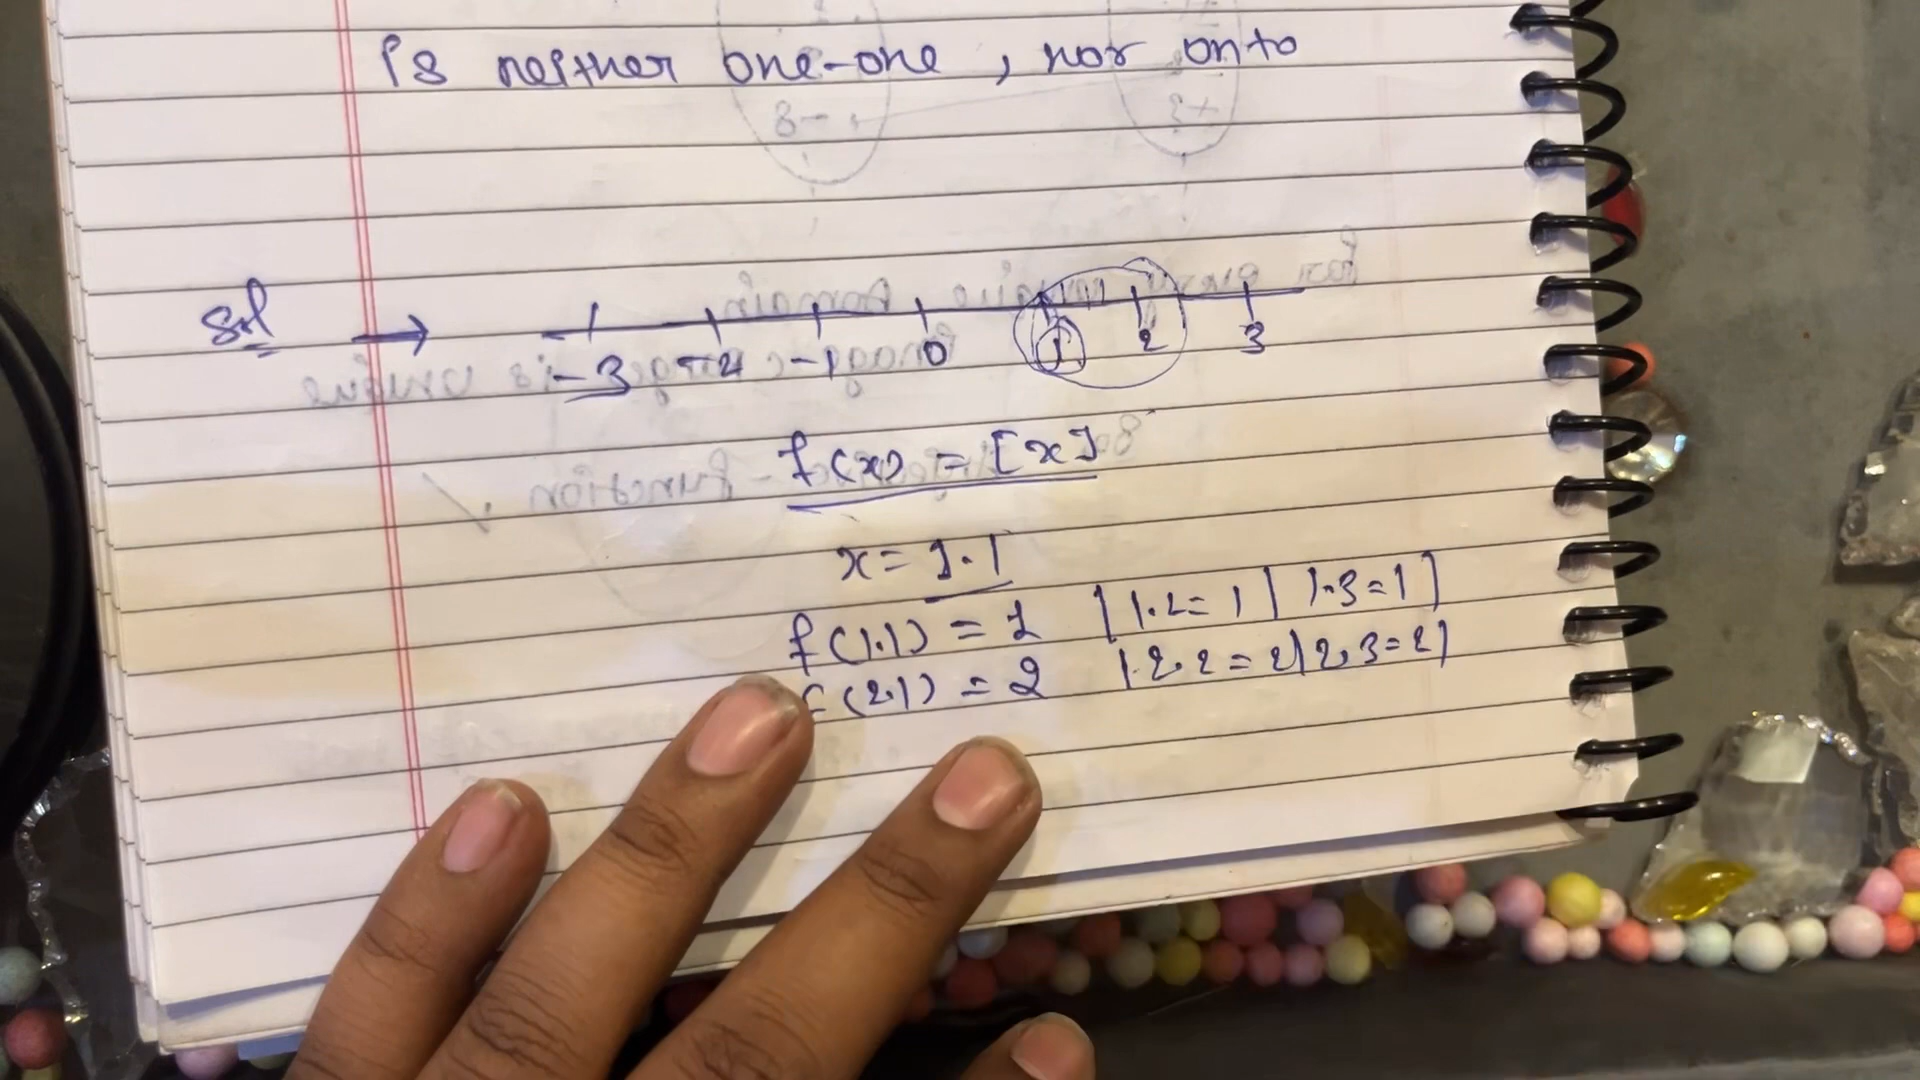 is neither one-one, nor onto
Sol →
-3 -2 -1 0 1 2 3
f(x) = [x]
x = 1.1
f(1.1) = 1 | 1.2 = 1 | 1.3 = 1 |
f(2.1) = 2 | 2.2 = 2 | 2.3 = 2 |